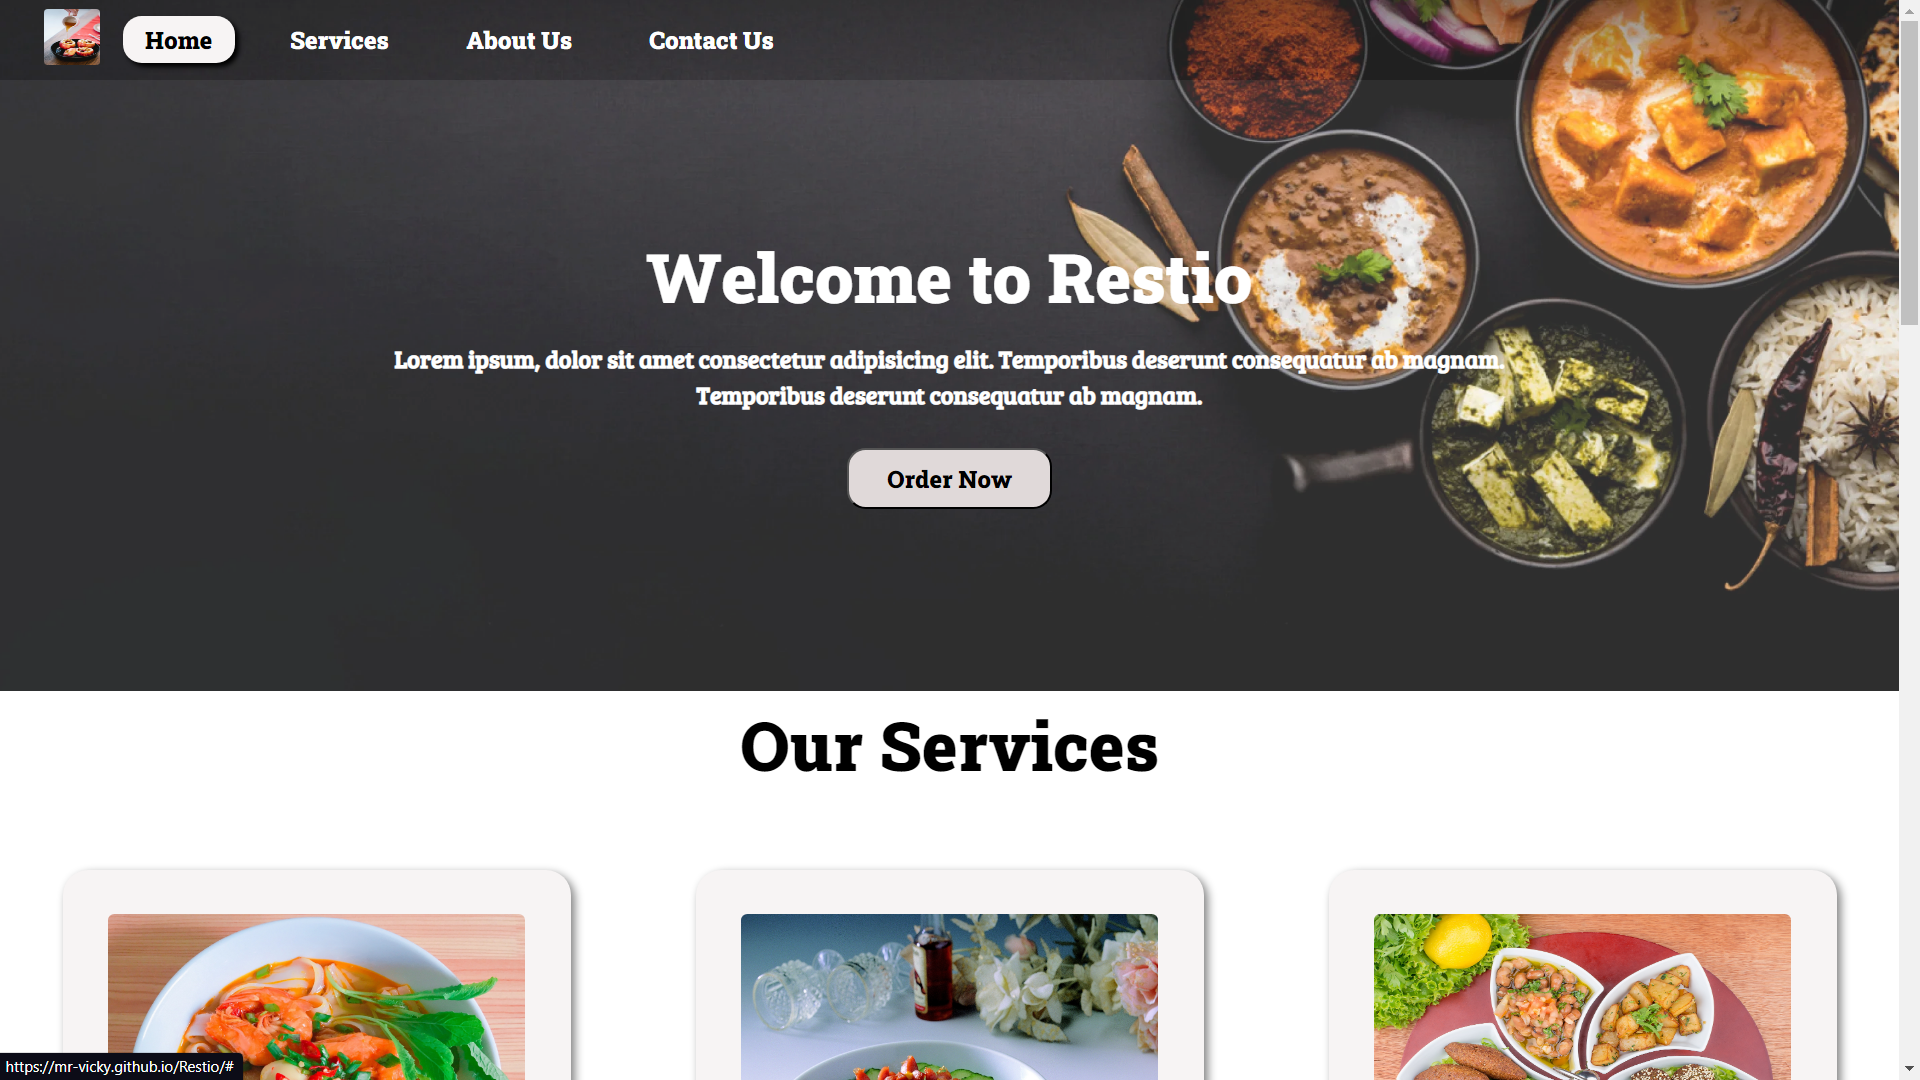 Home
Services
About Us
Contact Us
Welcome to Restio
Lorem ipsum, dolor sit amet consectetur adipisicing elit. Temporibus deserunt consequatur ab magnam.
Temporibus deserunt consequatur ab magnam.
Order Now
Our Services
https://mr-vicky.github.io/Restio/#